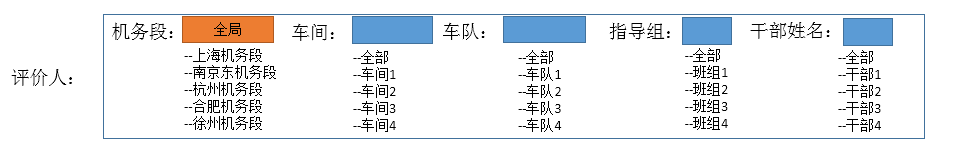 机务段： 全局 车间： 车队： 指导组： 干部姓名：
--上海机务段 --全部 --全部 --全部 --全部
--南京东机务段 --车间1 --车队1 --班组1 --干部1
评价人： --杭州机务段 --车间2 --车队2 --班组2 --干部2
--合肥机务段 --车间3 --车队3 --班组3 --干部3
--徐州机务段 --车间4 --车队4 --班组4 --干部4